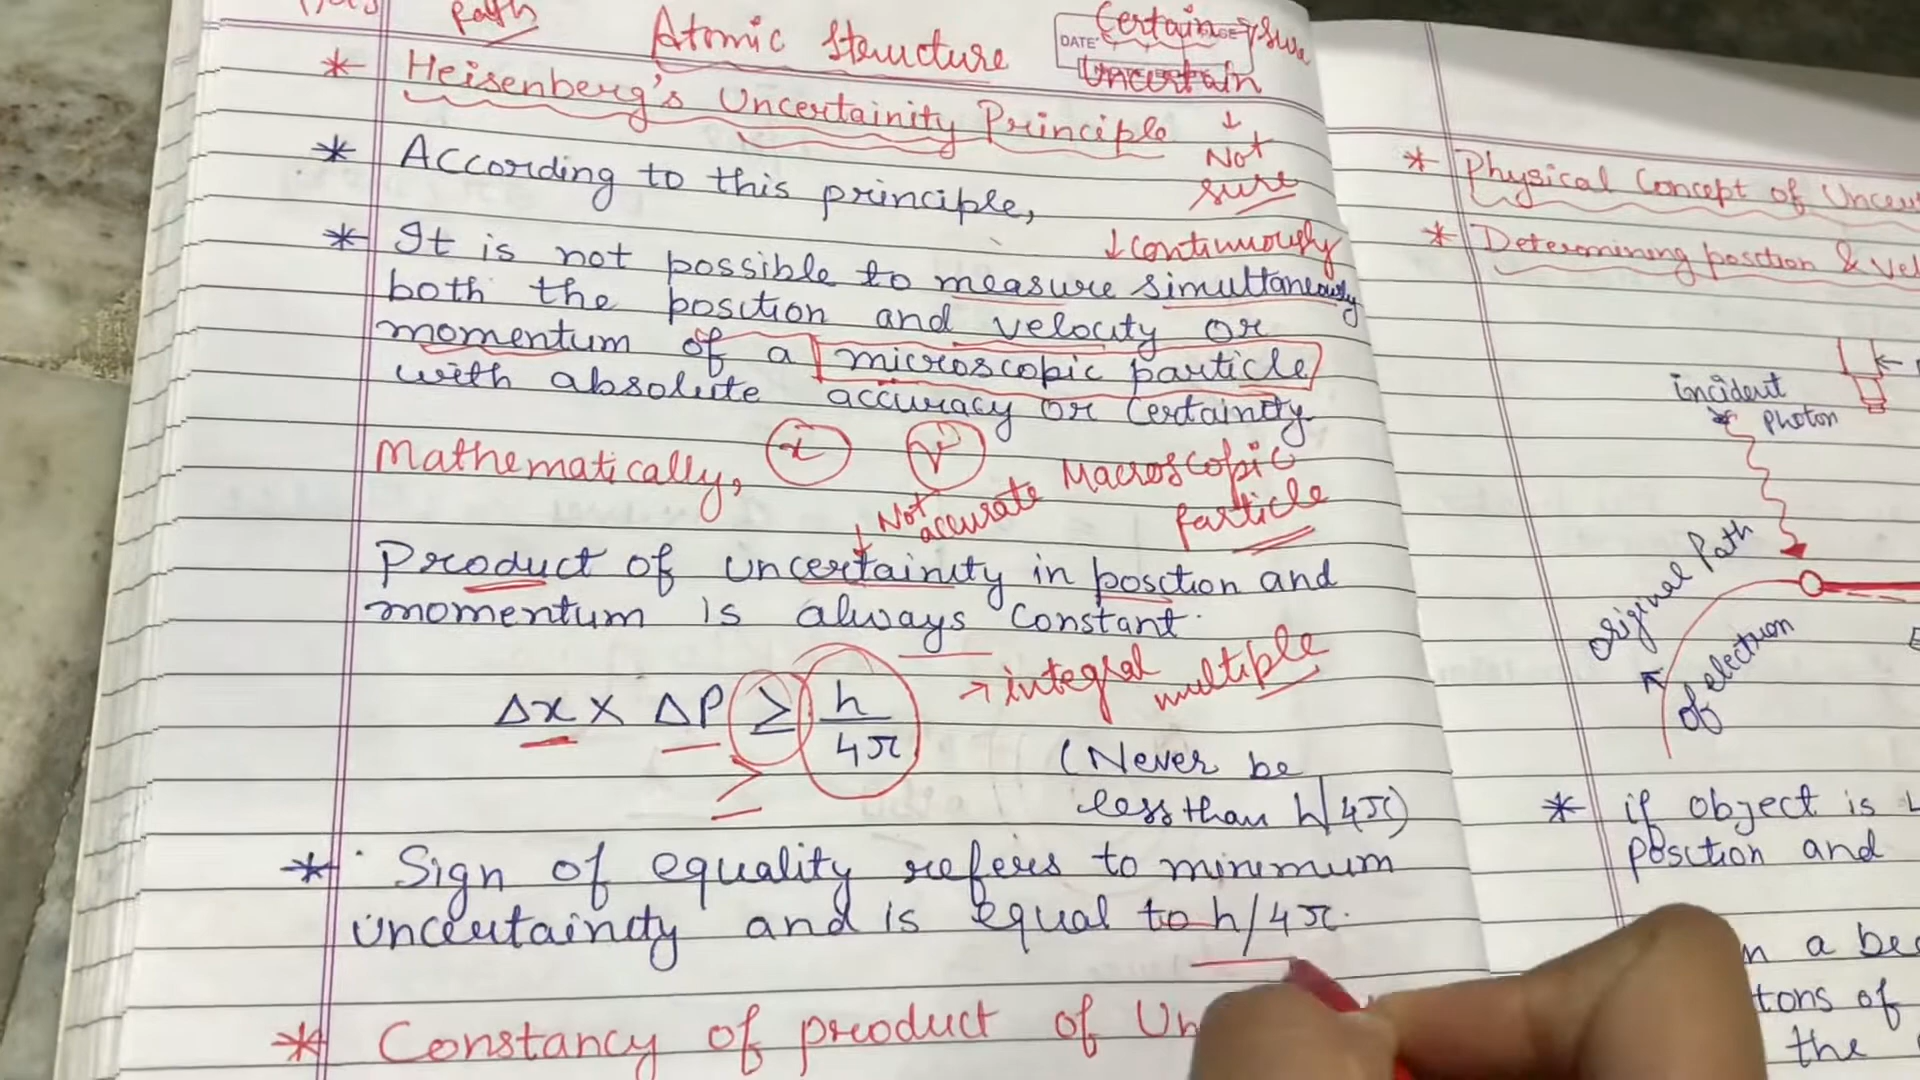 Path Atomic Structure Certain → Sure
DATE
Uncertain
* Heisenberg's Uncertainity Principle ↓
Not
sure
* According to this principle,
↓ continuously
* It is not possible to measure simultaneously
both the position and velocity or
momentum of a microscopic particle
with absolute accuracy or certainity
Mathematically, x v Macroscopic
particle
↓ Not accurate
Product of uncertainity in position and
momentum is always constant.
→ integral multiple
Δx × ΔP ≥ h/4π
≥
(Never be
less than h/4π)
* Sign of equality refers to minimum
uncertainity and is equal to h/4π.
* Constancy of product of Un
* Physical Concept of Uncer
* Determining position & vel
incident
photon
original Path
of electron
* if object is
position and
a be
tons of
the